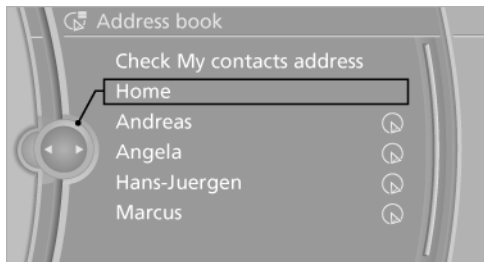 Address book
Check My contacts address
Home
Andreas
Angela
Hans-Juergen
Marcus